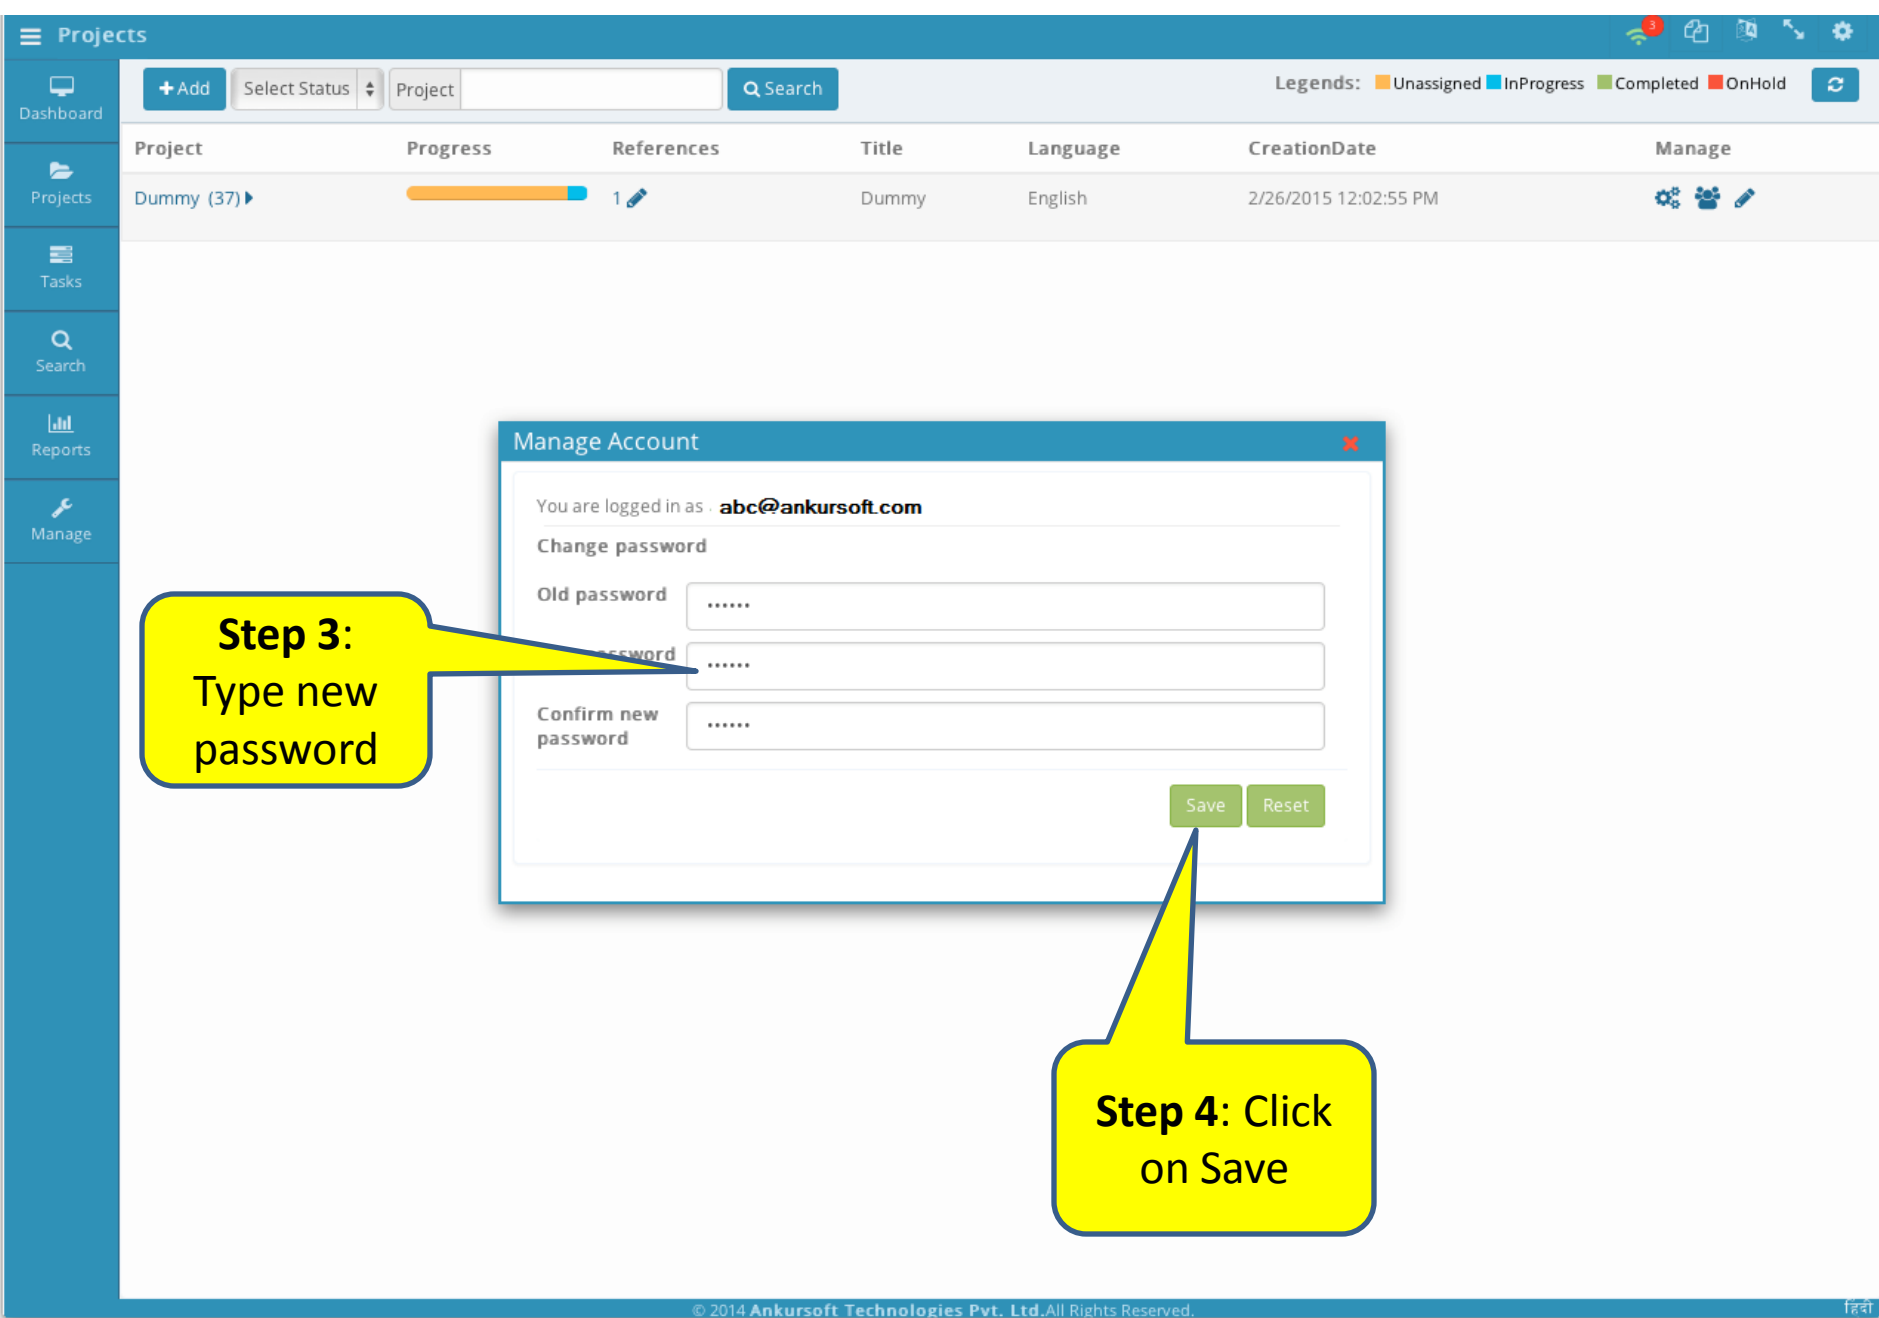 Projects
3
Dashboard
Add Select Status Project Search
Legends: Unassigned InProgress Completed OnHold
Project Progress References Title Language CreationDate Manage
Dummy (37) 1 Dummy English 2/26/2015 12:02:55 PM
Projects
Tasks
Search
Reports
Manage
Manage Account
You are logged in as abc@ankursoft.com
Change password
Old password ······
password ······
Confirm new
password ······
Save Reset
Step 3:
Type new
password
Step 4: Click
on Save
© 2014 Ankursoft Technologies Pvt. Ltd.All Rights Reserved.
हिंदी